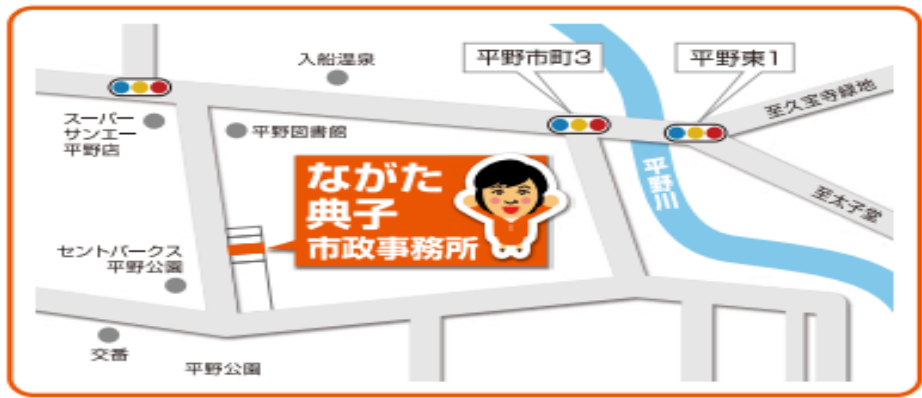 入船温泉
平野市町3
平野東1
至久宝寺緑地
スーパー
サンエー
平野店
平野図書館
ながた
典子
市政事務所
平野川
至太子堂
セントパークス
平野公園
交番
平野公園